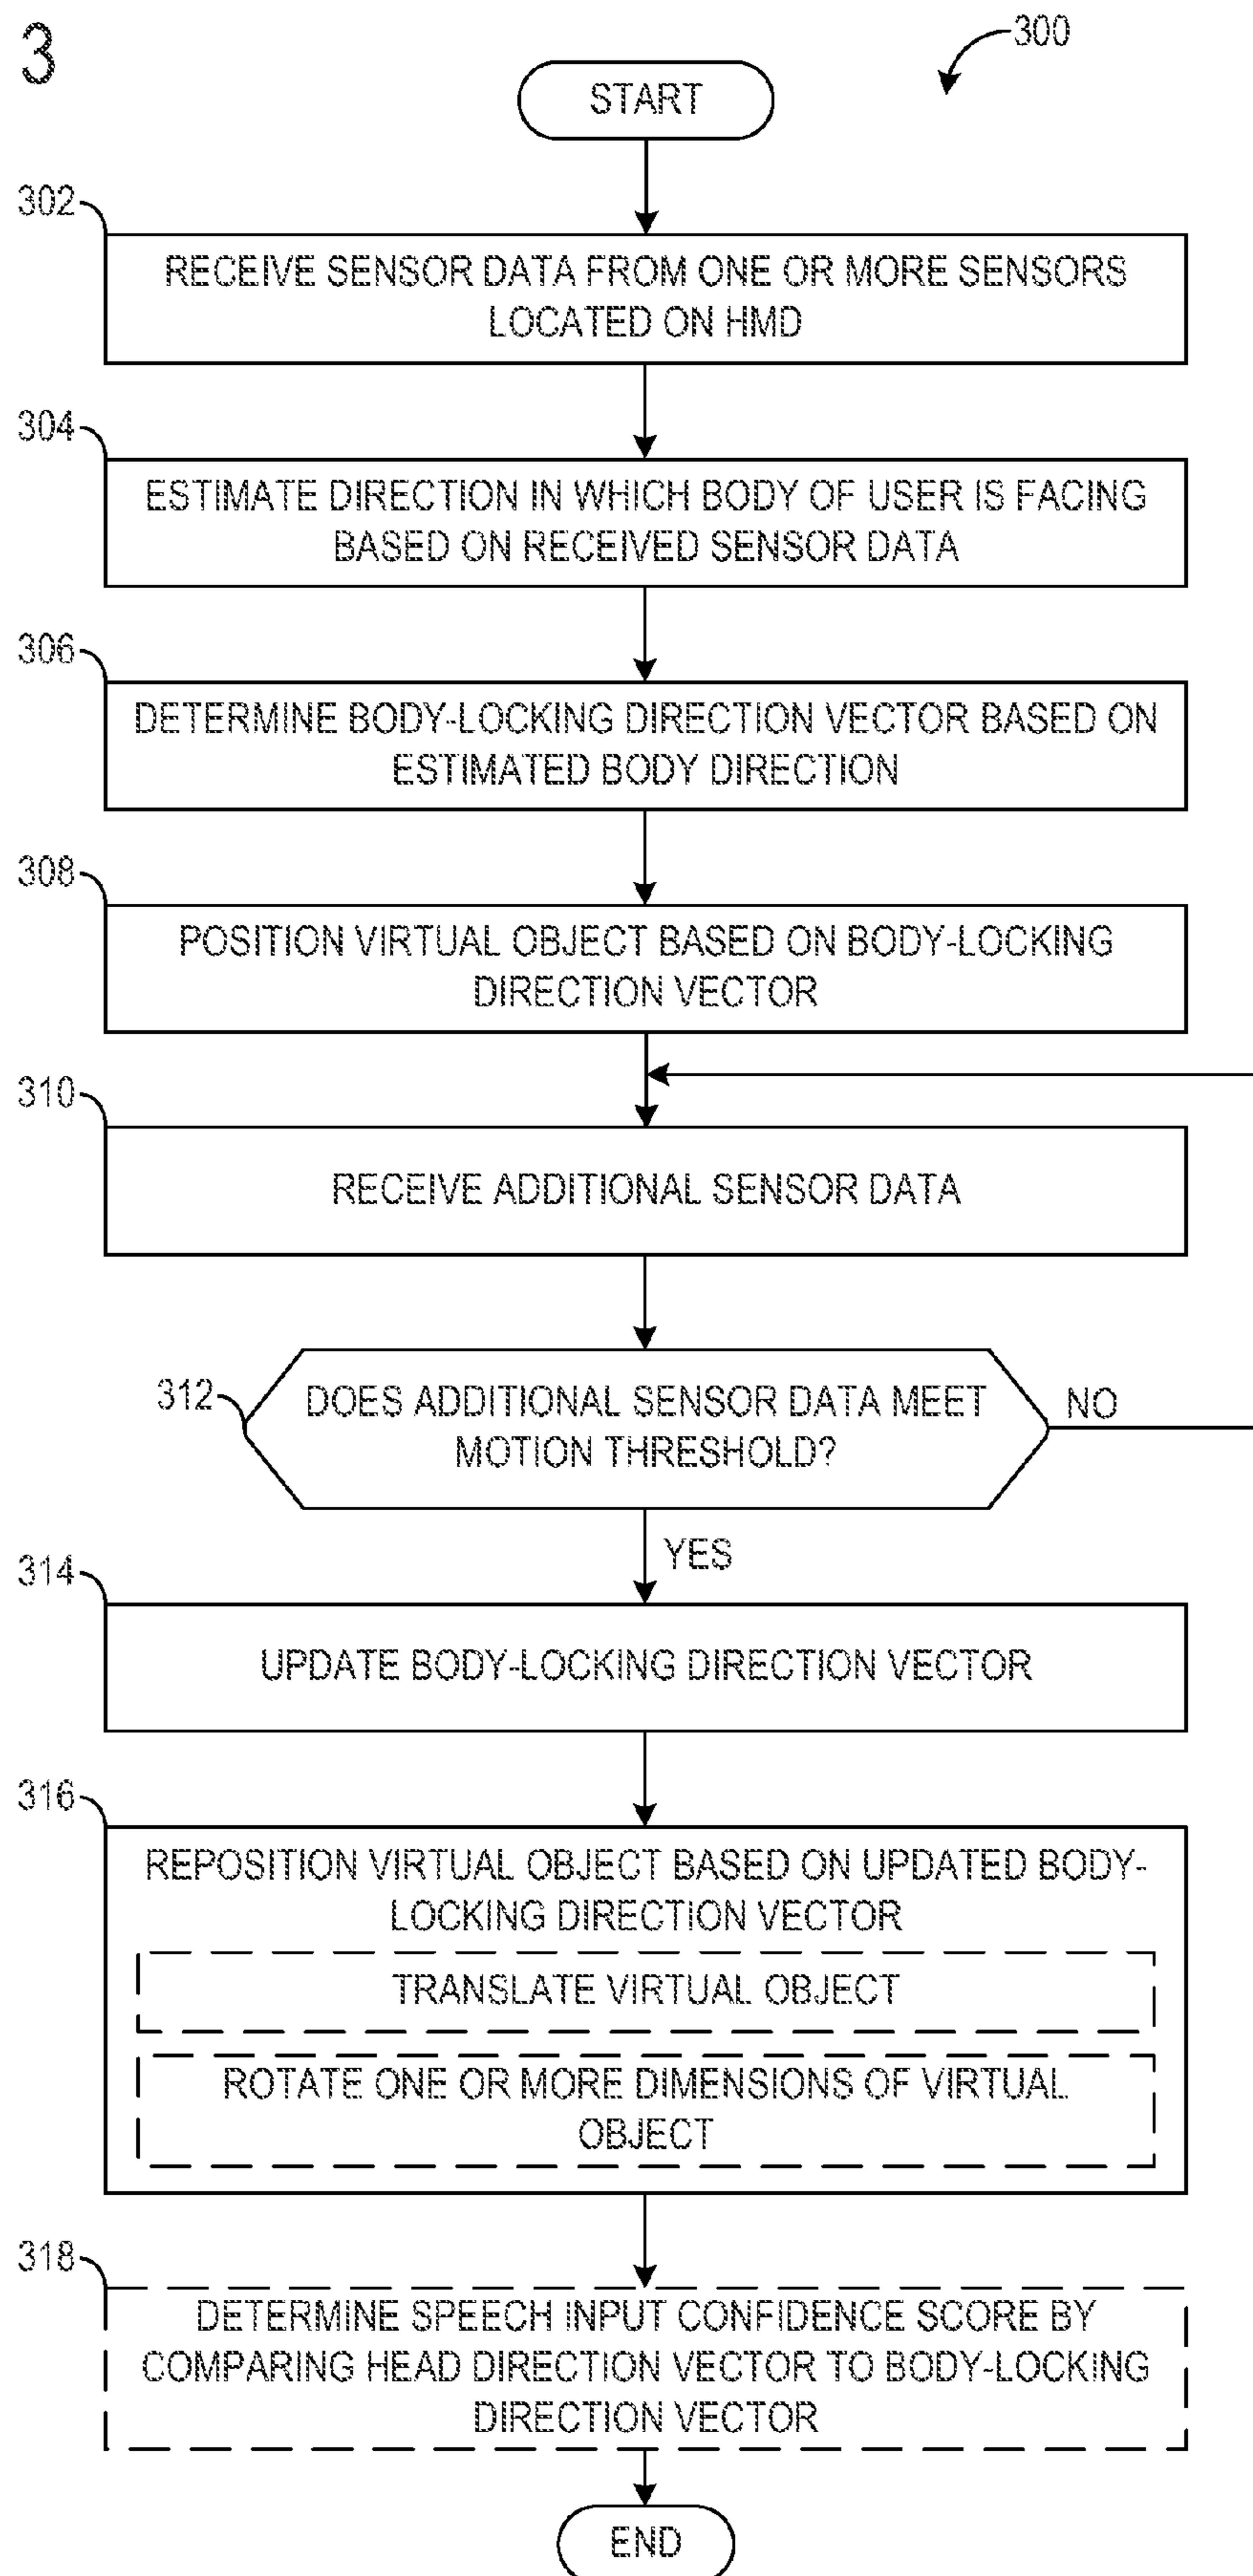 3
300
START
302
RECEIVE SENSOR DATA FROM ONE OR MORE SENSORS
LOCATED ON HMD
304
ESTIMATE DIRECTION IN WHICH BODY OF USER IS FACING
BASED ON RECEIVED SENSOR DATA
306
DETERMINE BODY-LOCKING DIRECTION VECTOR BASED ON
ESTIMATED BODY DIRECTION
308
POSITION VIRTUAL OBJECT BASED ON BODY-LOCKING
DIRECTION VECTOR
310
RECEIVE ADDITIONAL SENSOR DATA
312
DOES ADDITIONAL SENSOR DATA MEET
MOTION THRESHOLD?
NO
YES
314
UPDATE BODY-LOCKING DIRECTION VECTOR
316
REPOSITION VIRTUAL OBJECT BASED ON UPDATED BODY-
LOCKING DIRECTION VECTOR
TRANSLATE VIRTUAL OBJECT
ROTATE ONE OR MORE DIMENSIONS OF VIRTUAL
OBJECT
318
DETERMINE SPEECH INPUT CONFIDENCE SCORE BY
COMPARING HEAD DIRECTION VECTOR TO BODY-LOCKING
DIRECTION VECTOR
END